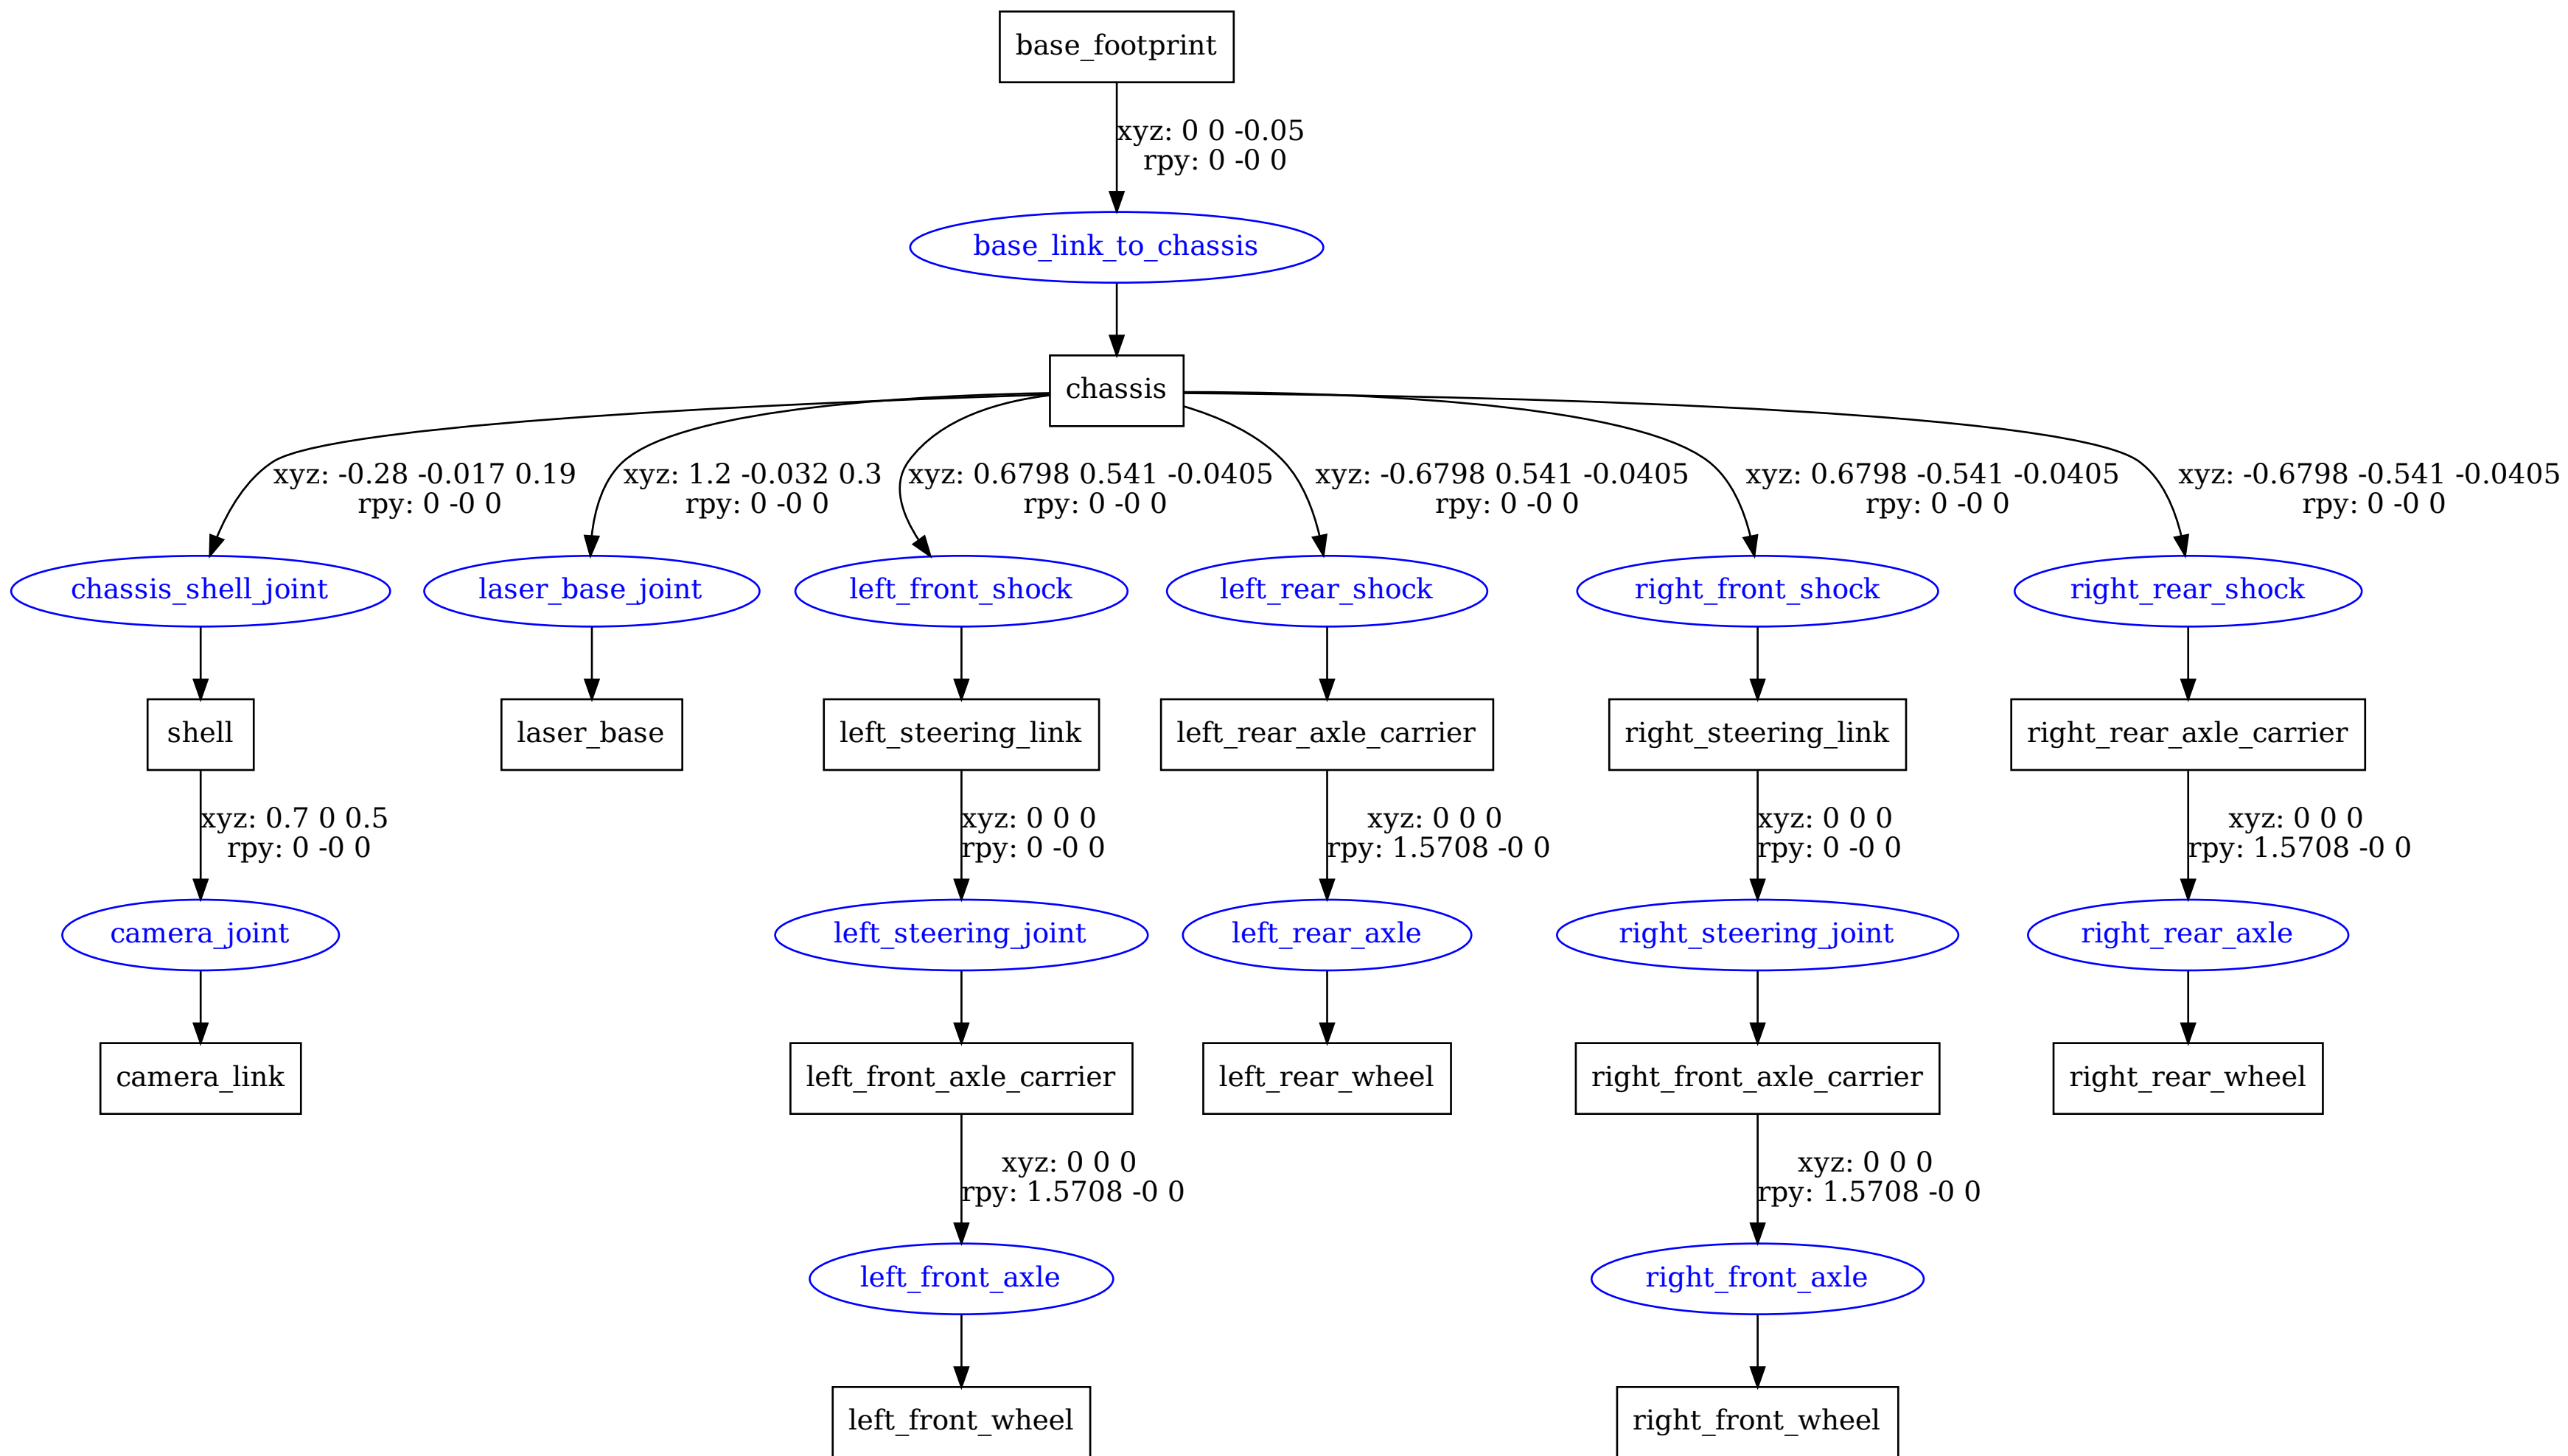 base_footprint
xyz: 0 0 -0.05
rpy: 0 -0 0
base_link_to_chassis
chassis
xyz: -0.28 -0.017 0.19
rpy: 0 -0 0
xyz: 1.2 -0.032 0.3
rpy: 0 -0 0
xyz: 0.6798 0.541 -0.0405
rpy: 0 -0 0
xyz: -0.6798 0.541 -0.0405
rpy: 0 -0 0
xyz: 0.6798 -0.541 -0.0405
rpy: 0 -0 0
xyz: -0.6798 -0.541 -0.0405
rpy: 0 -0 0
chassis_shell_joint
laser_base_joint
left_front_shock
left_rear_shock
right_front_shock
right_rear_shock
shell
laser_base
left_steering_link
left_rear_axle_carrier
right_steering_link
right_rear_axle_carrier
xyz: 0.7 0 0.5
rpy: 0 -0 0
xyz: 0 0 0
rpy: 0 -0 0
xyz: 0 0 0
rpy: 1.5708 -0 0
xyz: 0 0 0
rpy: 0 -0 0
xyz: 0 0 0
rpy: 1.5708 -0 0
camera_joint
left_steering_joint
left_rear_axle
right_steering_joint
right_rear_axle
camera_link
left_front_axle_carrier
left_rear_wheel
right_front_axle_carrier
right_rear_wheel
xyz: 0 0 0
rpy: 1.5708 -0 0
xyz: 0 0 0
rpy: 1.5708 -0 0
left_front_axle
right_front_axle
left_front_wheel
right_front_wheel